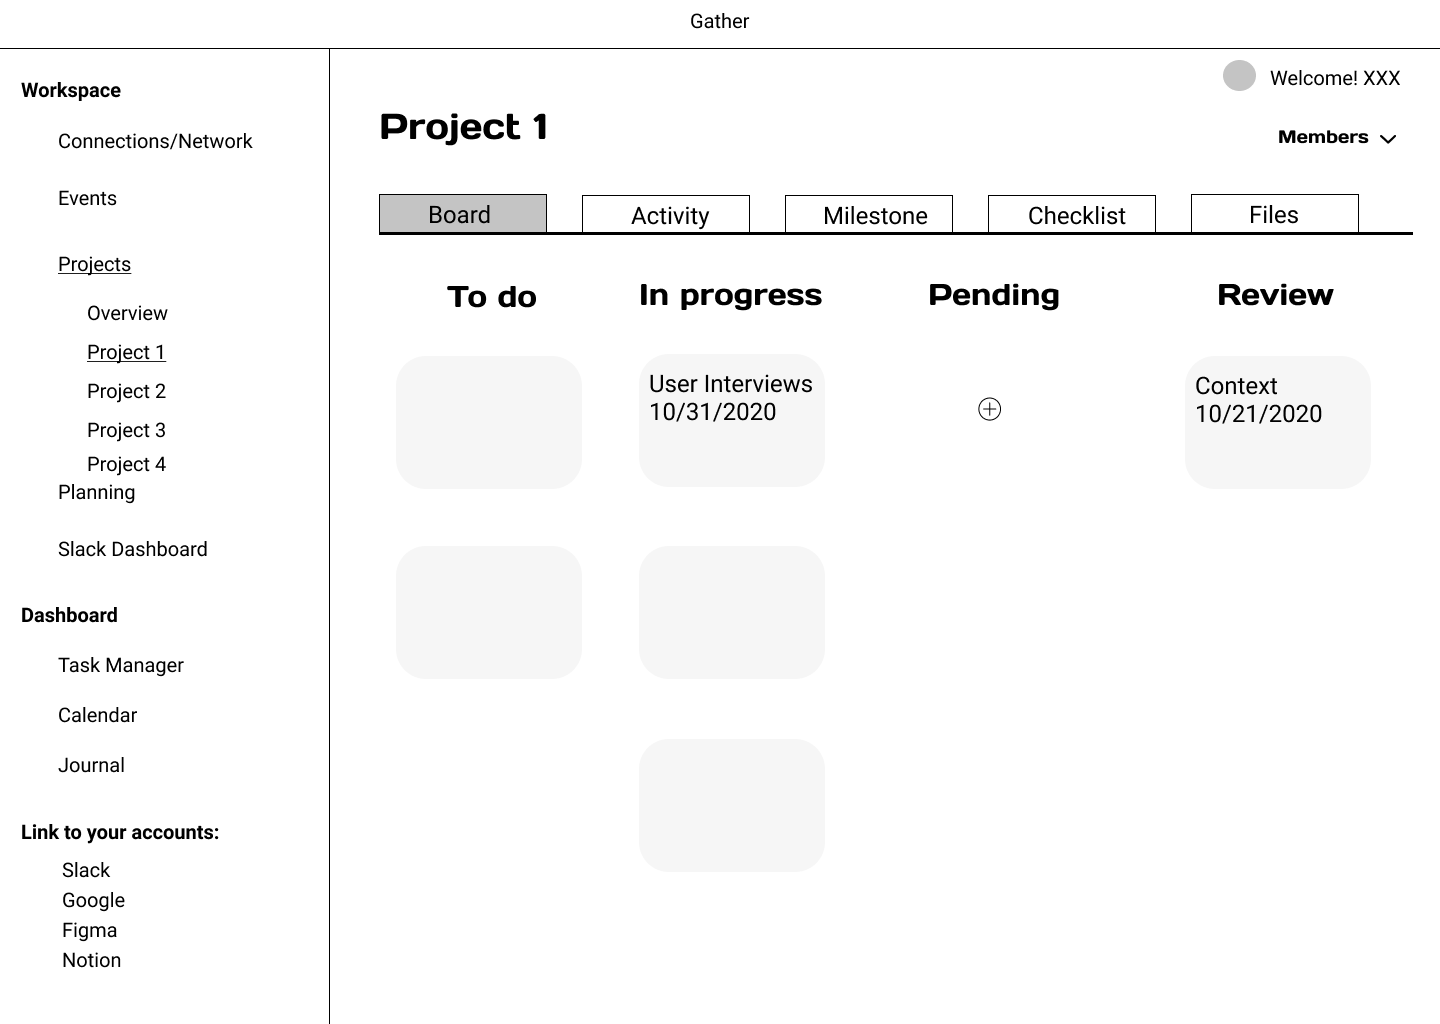 Gather
Workspace
Connections/Network
Events
Projects
Overview
Project 1
Project 2
Project 3
Project 4
Planning
Slack Dashboard
Dashboard
Task Manager
Calendar
Journal
Link to your accounts:
Slack
Google
Figma
Notion
Welcome! XXX
Project 1
Members
Board
Activity
Milestone
Checklist
Files
To do
In progress
User Interviews
10/31/2020
Pending
Review
Context
10/21/2020